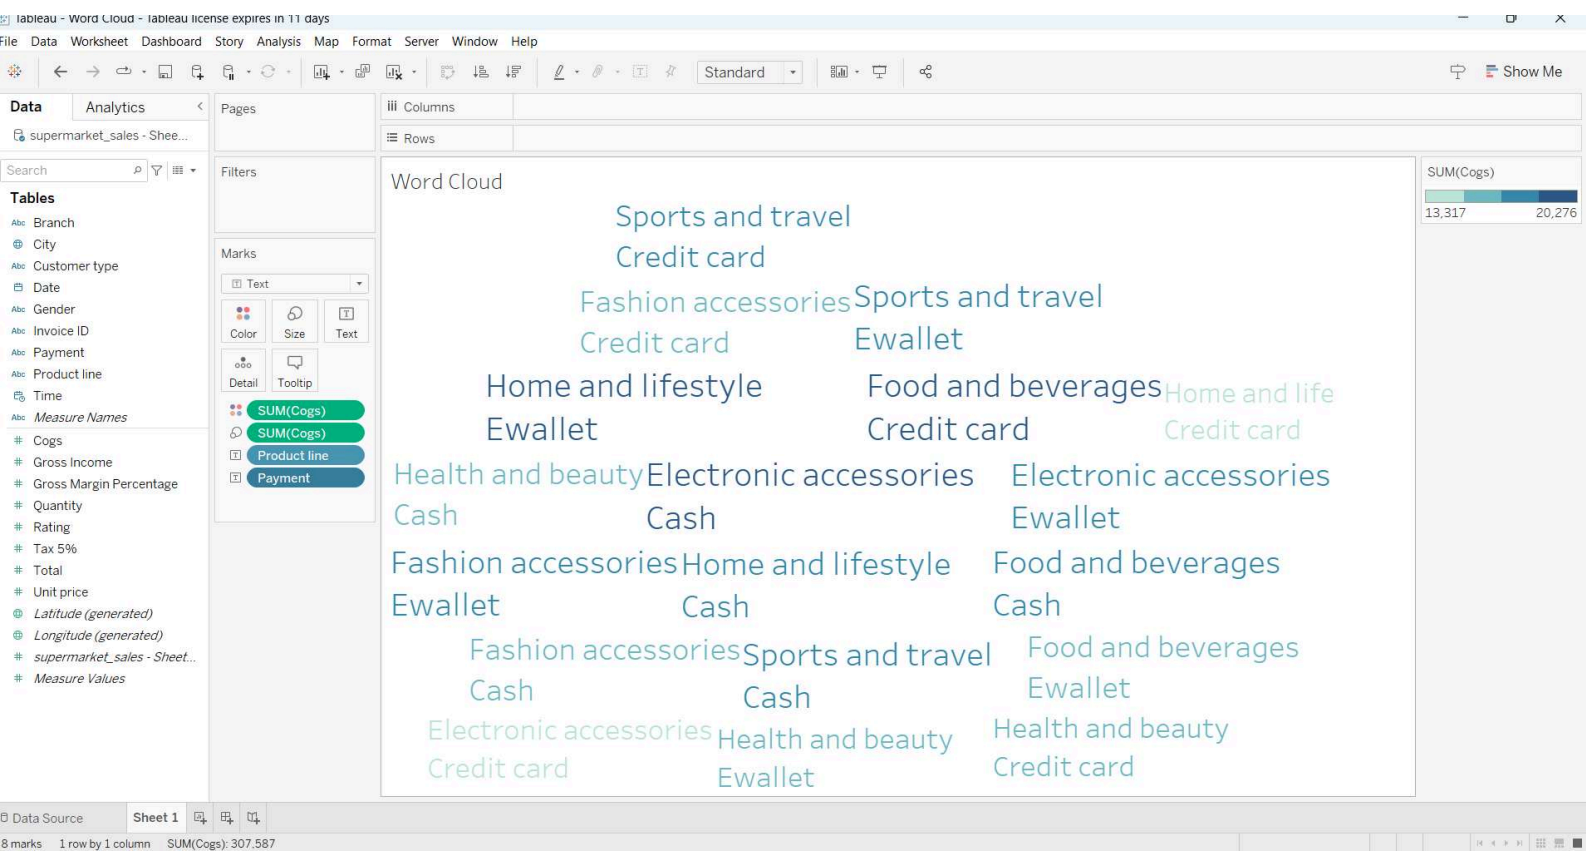 Tableau - Word Cloud - Tableau license expires in 11 days
File Data Worksheet Dashboard Story Analysis Map Format Server Window Help
Standard
Show Me
Data Analytics
supermarket_sales - Shee...
Search
Tables
Abc Branch
City
Abc Customer type
Date
Abc Gender
Abc Invoice ID
Abc Payment
Abc Product line
Time
Abc Measure Names
# Cogs
# Gross Income
# Gross Margin Percentage
# Quantity
# Rating
# Tax 5%
# Total
# Unit price
Latitude (generated)
Longitude (generated)
# supermarket_sales - Sheet...
# Measure Values
Pages
Filters
Marks
T Text
Color Size Text
Detail Tooltip
SUM(Cogs)
SUM(Cogs)
T Product line
T Payment
iii Columns
Rows
Word Cloud
Sports and travel
Credit card
Fashion accessories
Credit card
Sports and travel
Ewallet
Home and lifestyle
Ewallet
Food and beverages
Credit card
Home and life
Credit card
Health and beauty
Cash
Electronic accessories
Cash
Electronic accessories
Ewallet
Fashion accessories
Ewallet
Home and lifestyle
Cash
Food and beverages
Cash
Fashion accessories
Cash
Sports and travel
Cash
Food and beverages
Ewallet
Electronic accessories
Credit card
Health and beauty
Ewallet
Health and beauty
Credit card
SUM(Cogs)
13,317 20,276
Data Source Sheet 1
8 marks 1 row by 1 column SUM(Cogs): 307,587